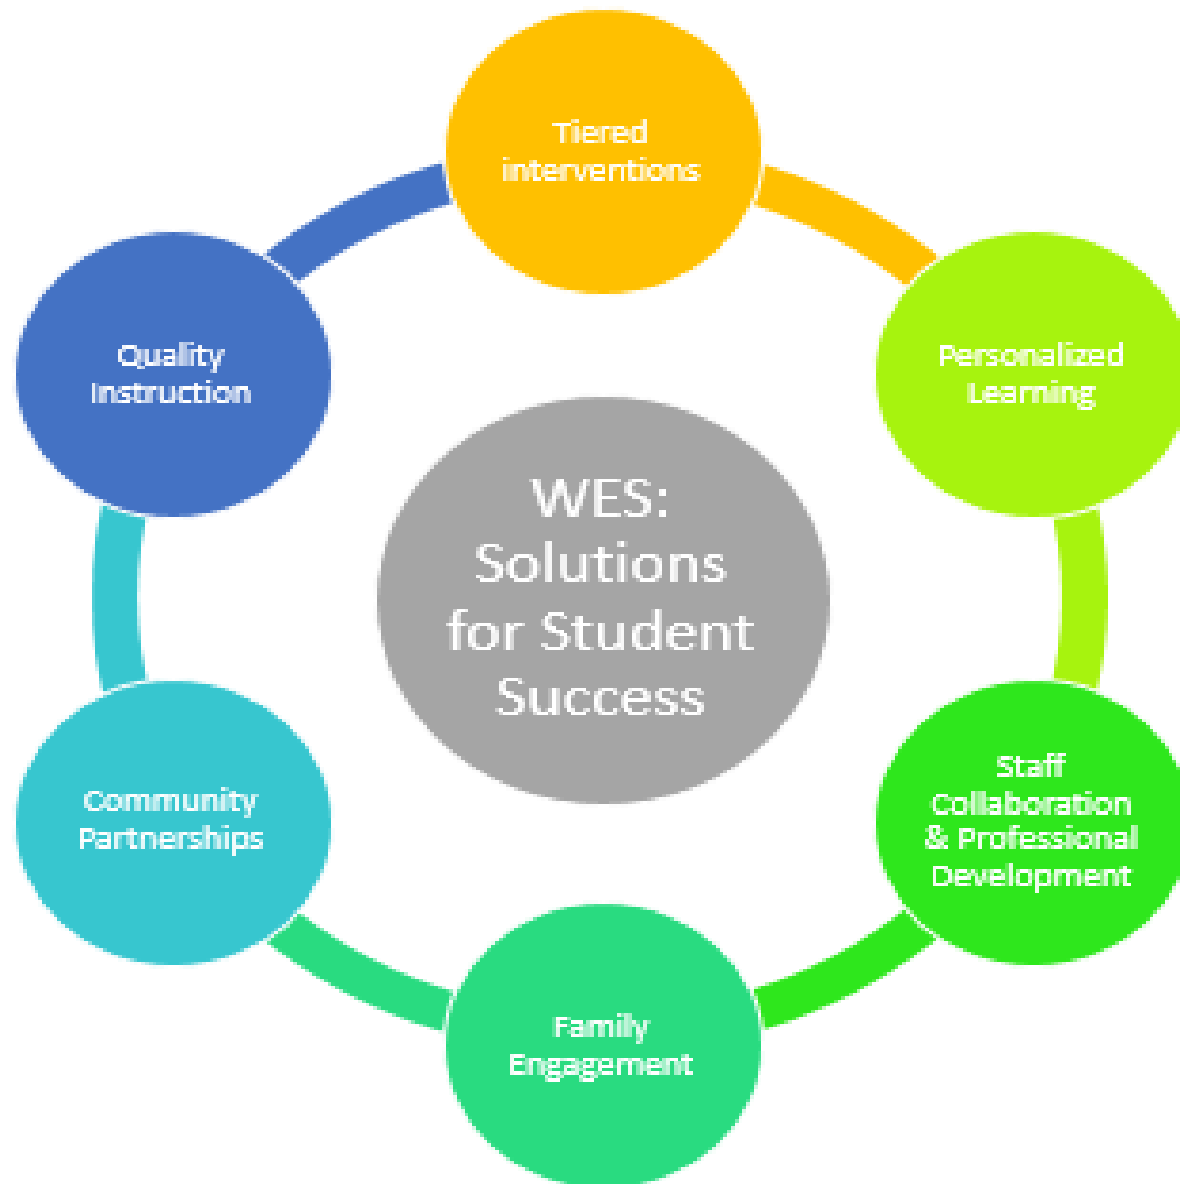 Tiered
interventions
Quality
Instruction
Personalized
Learning
WES:
Solutions
for Student
Success
Community
Partnerships
Staff
Collaboration
& Professional
Development
Family
Engagement